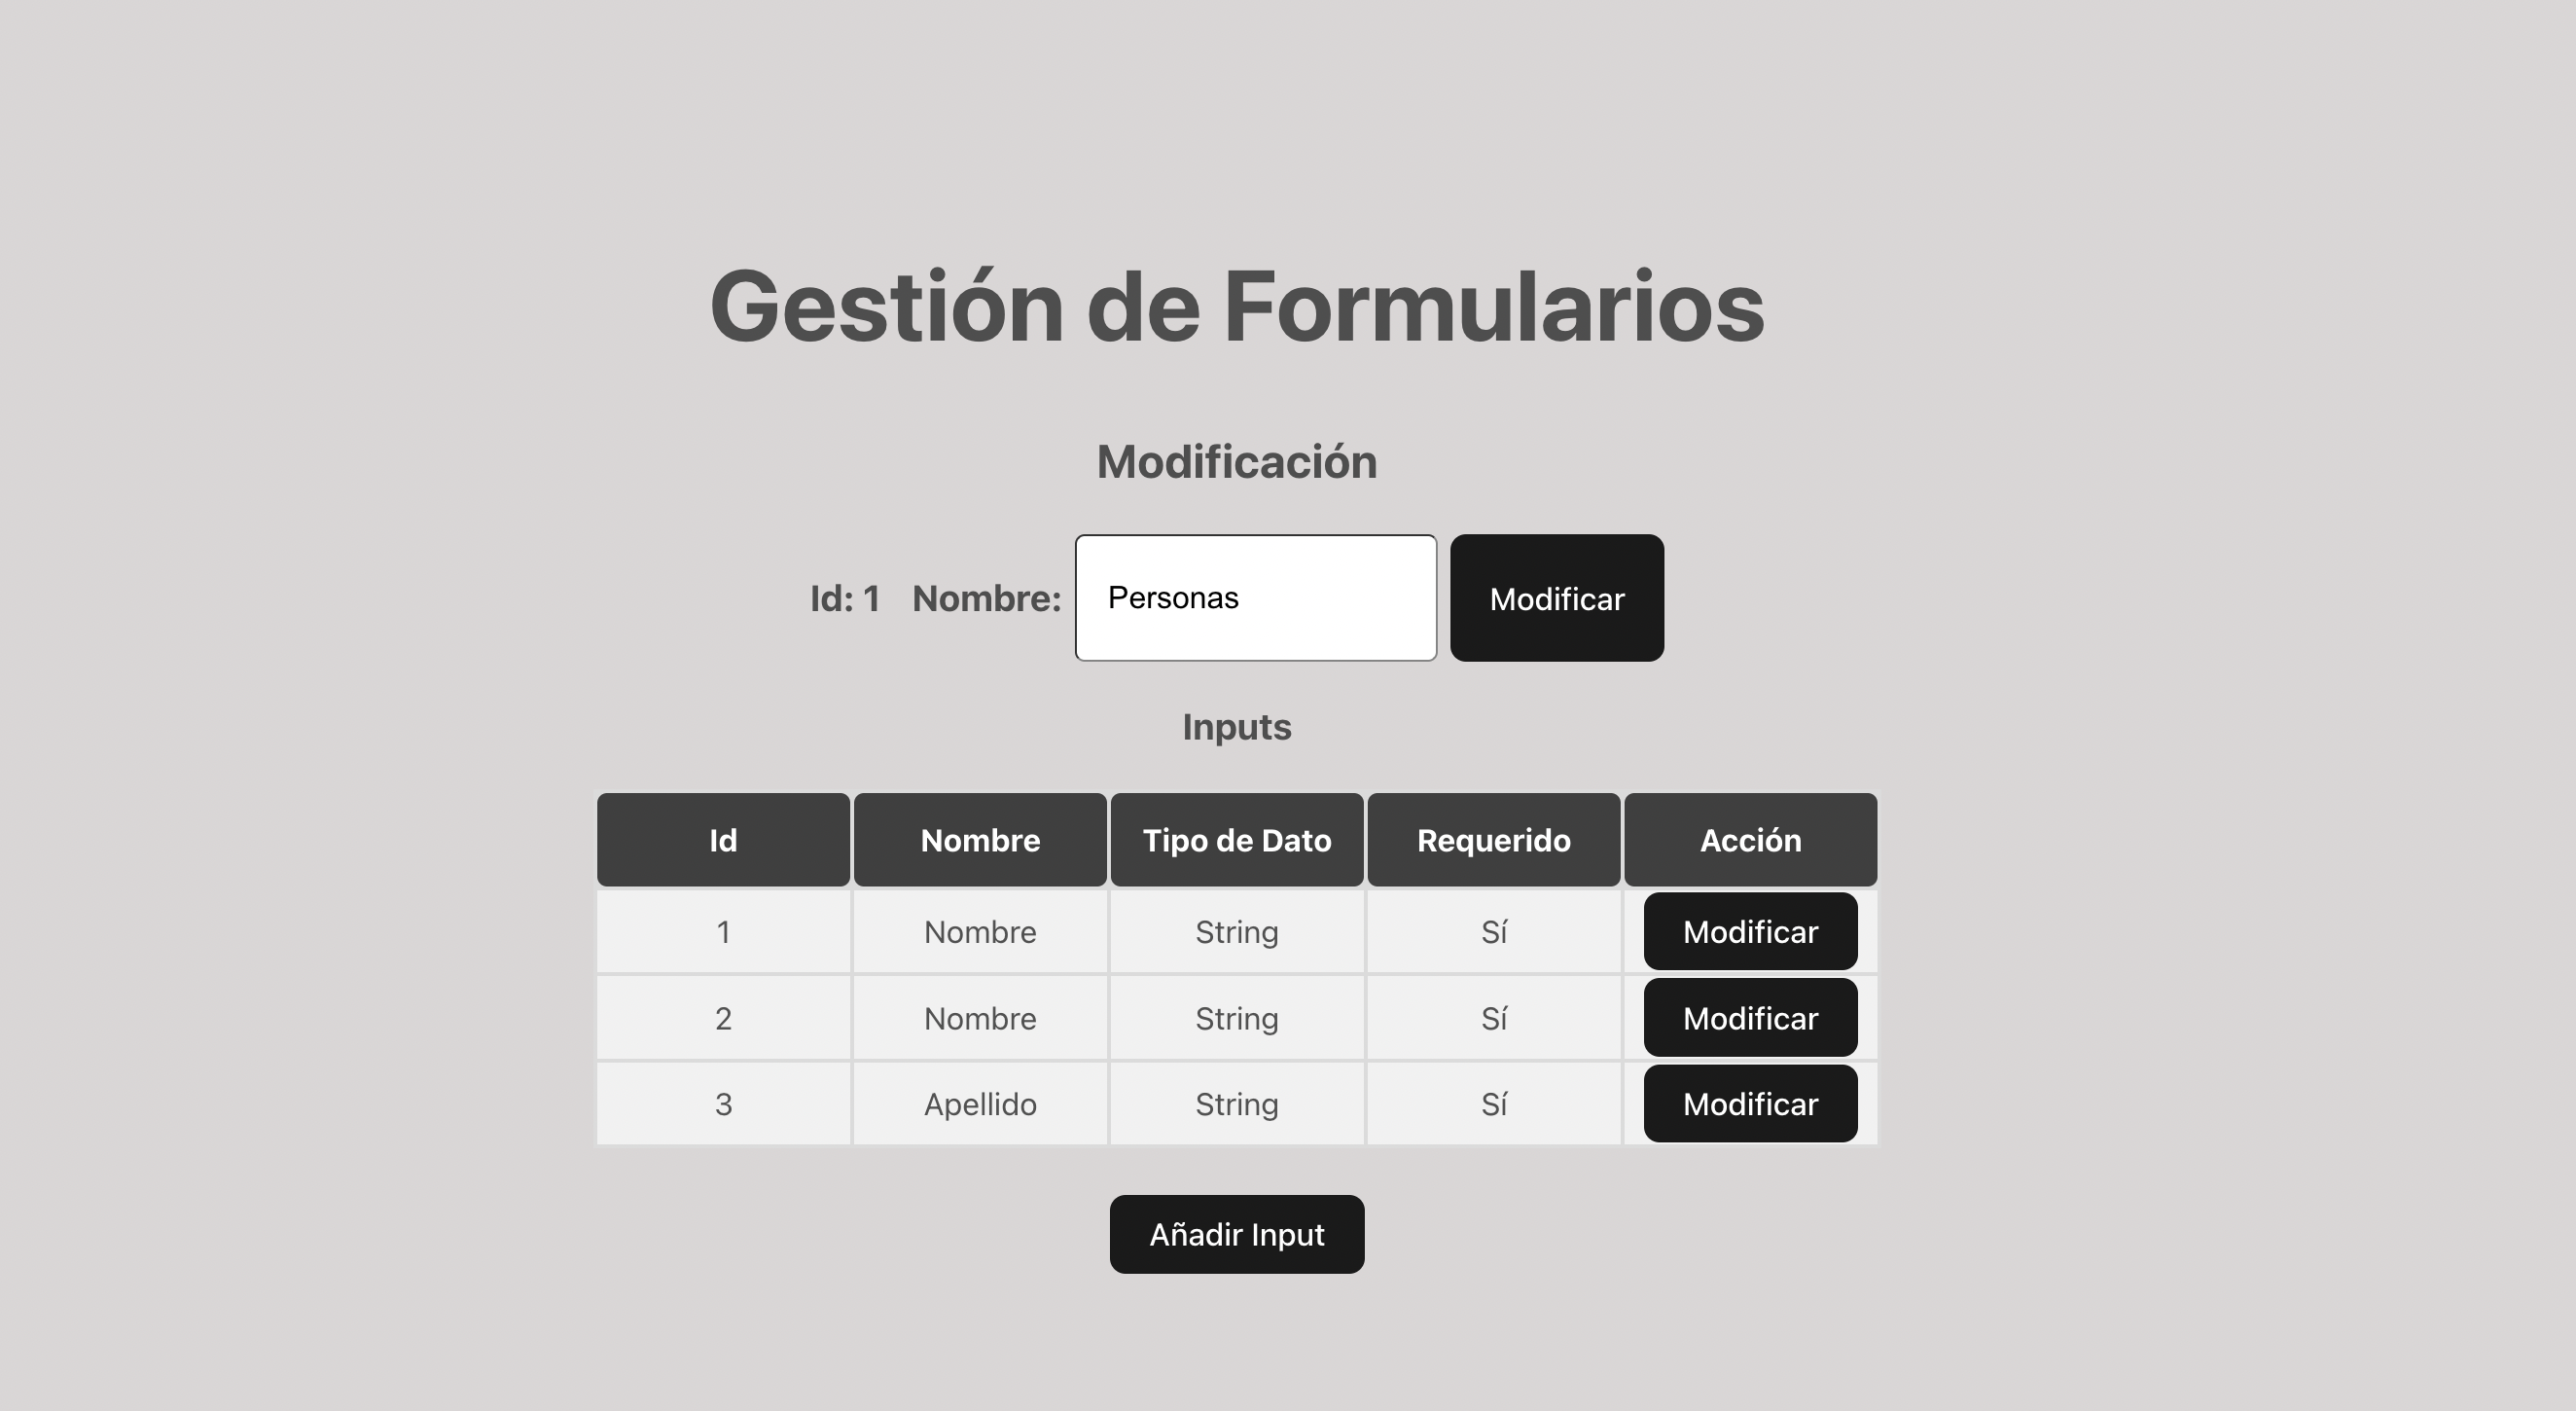 Gestión de Formularios
Modificación
Id: 1 Nombre: Personas Modificar
Inputs
Id Nombre Tipo de Dato Requerido Acción
1 Nombre String Sí Modificar
2 Nombre String Sí Modificar
3 Apellido String Sí Modificar
Añadir Input